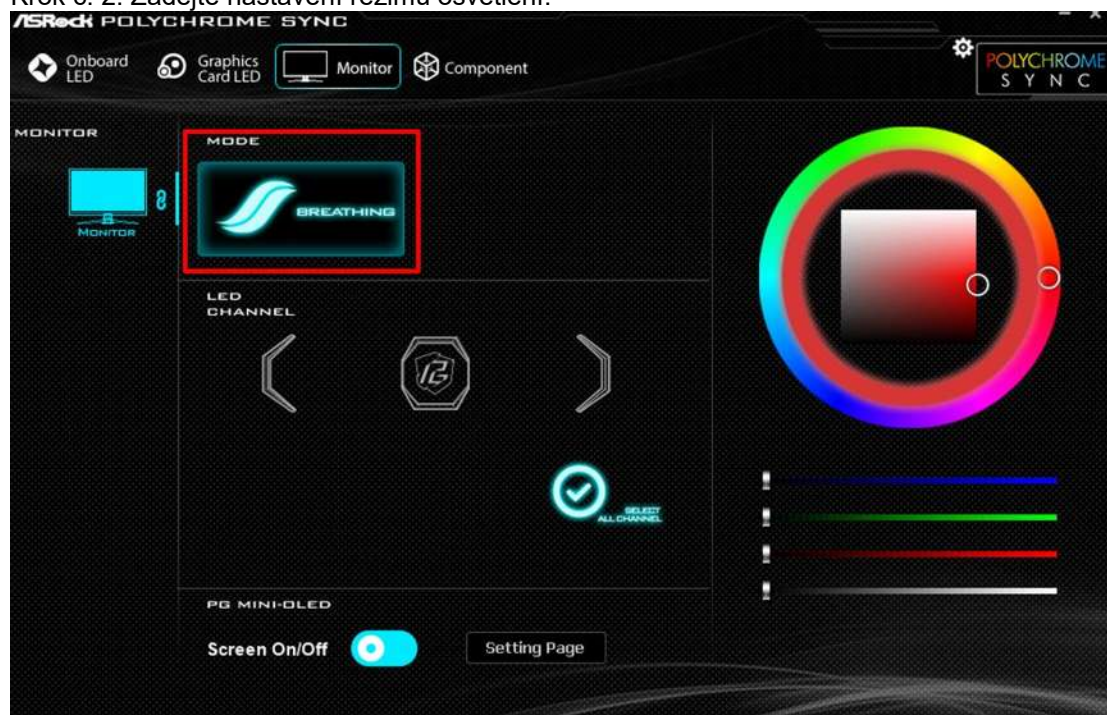 Krok 6. 2. Zadejte nastavení režimu osvětlení.
ASRock POLYCHROME SYNC
Onboard LED
Graphics Card LED
Monitor
Component
POLYCHROME
SYNC
MONITOR
MODE
MONITOR
BREATHING
LED
CHANNEL
SELECT
ALL CHANNEL
PG MINI-OLED
Screen On/Off
Setting Page